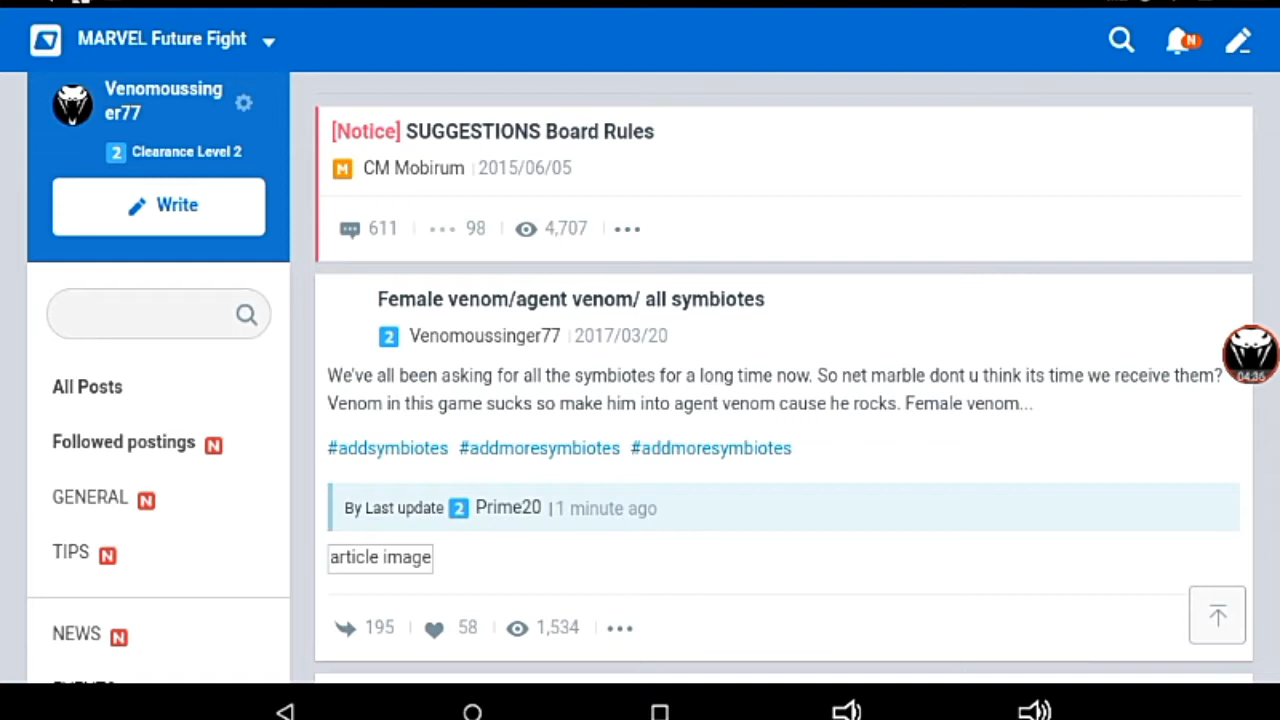 MARVEL Future Fight
N
Venomoussing
er77
2 Clearance Level 2
Write
All Posts
Followed postings N
GENERAL N
TIPS N
NEWS N
[Notice] SUGGESTIONS Board Rules
M CM Mobirum 2015/06/05
611 98 4,707
Female venom/agent venom/ all symbiotes
2 Venomoussinger77 2017/03/20
We've all been asking for all the symbiotes for a long time now. So net marble dont u think its time we receive them?
Venom in this game sucks so make him into agent venom cause he rocks. Female venom...
#addsymbiotes #addmoresymbiotes #addmoresymbiotes
By Last update 2 Prime20 | 1 minute ago
article image
195 58 1,534
04:35